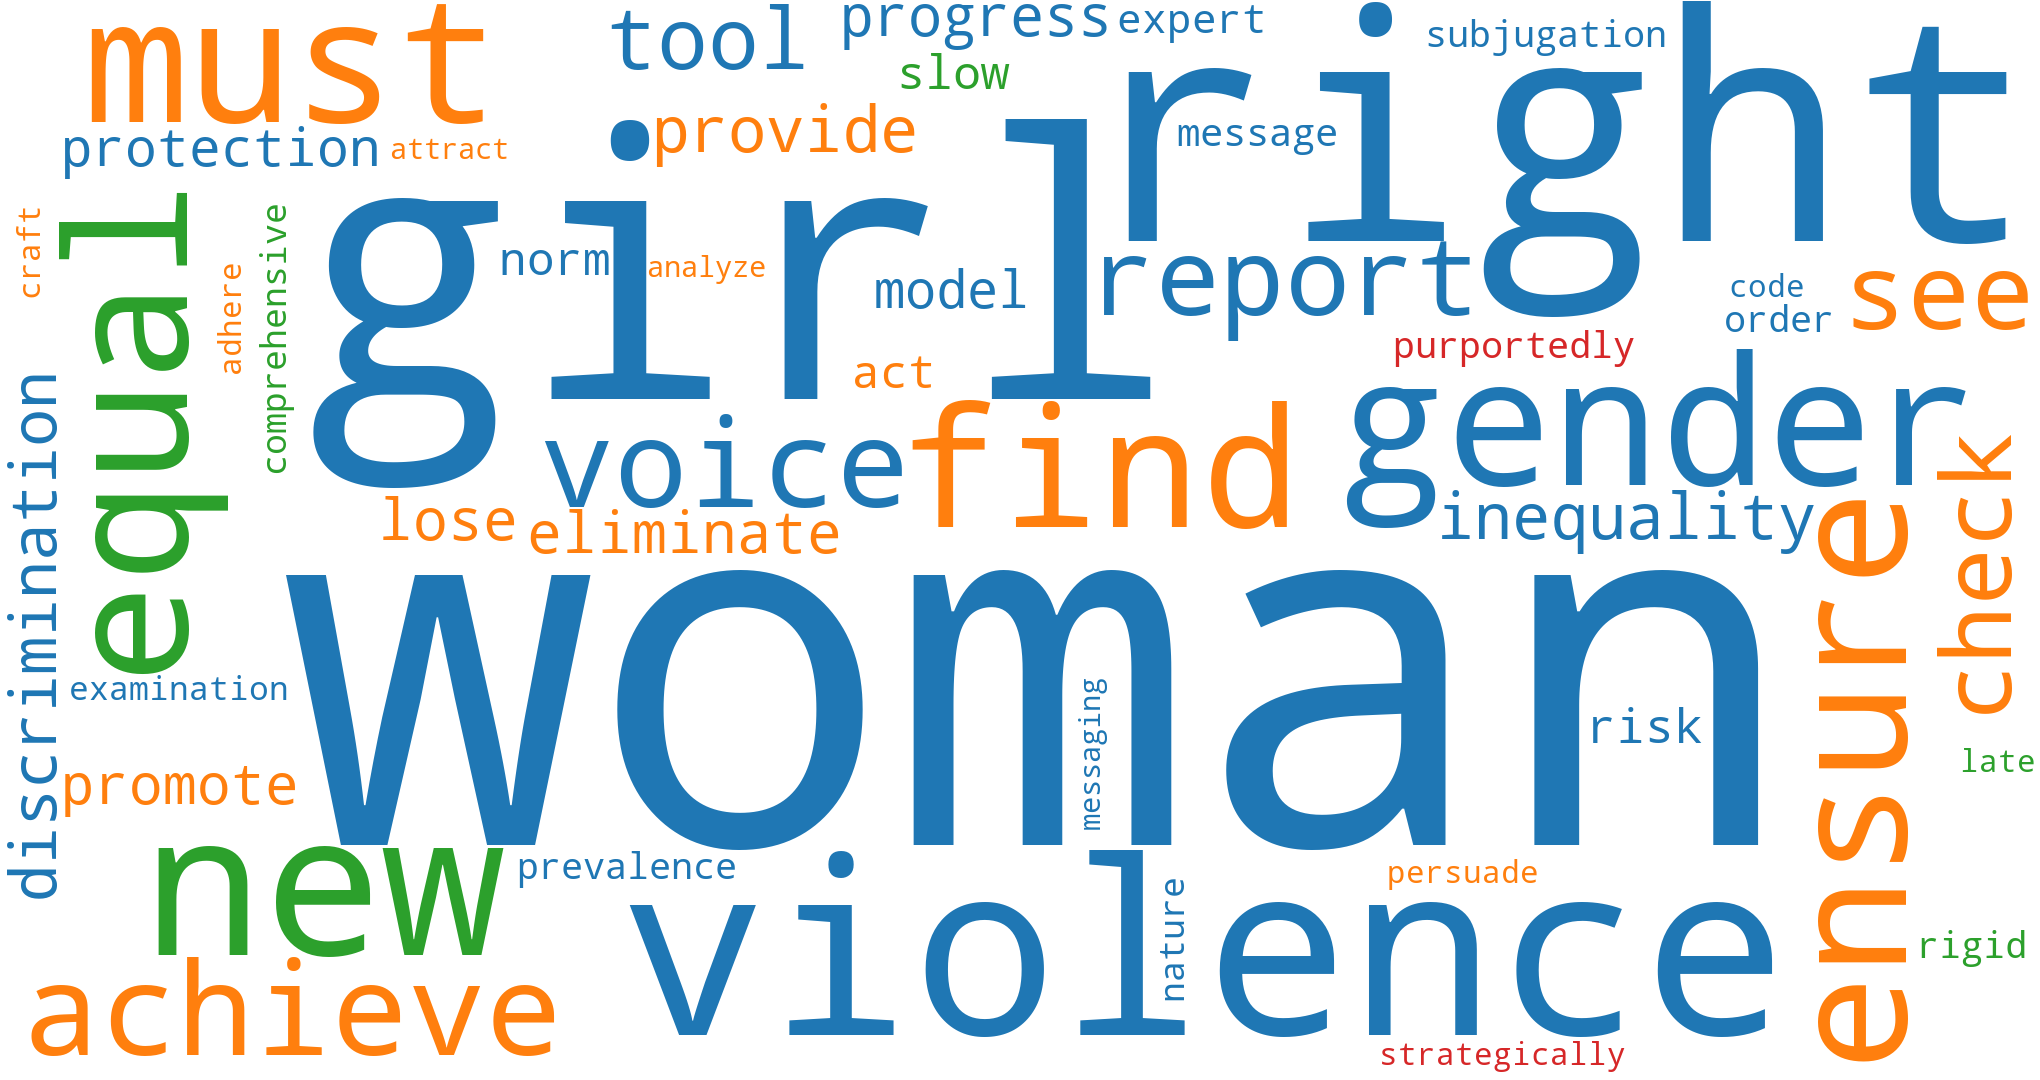 must
tool
progress
expert
subjugation
right
slow
protection
attract
provide
message
girl
equal
craft
adhere
comprehensive
norm
analyze
model
report
code
order
see
purportedly
act
gender
discrimination
voice
find
check
lose
eliminate
inequality
ensure
woman
examination
messaging
risk
late
promote
new
prevalence
violence
nature
persuade
rigid
achieve
strategically